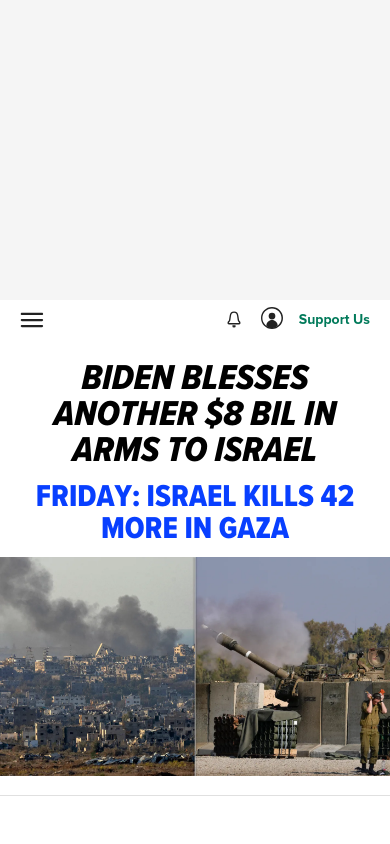 Support Us
BIDEN BLESSES
ANOTHER $8 BIL IN
ARMS TO ISRAEL
FRIDAY: ISRAEL KILLS 42
MORE IN GAZA